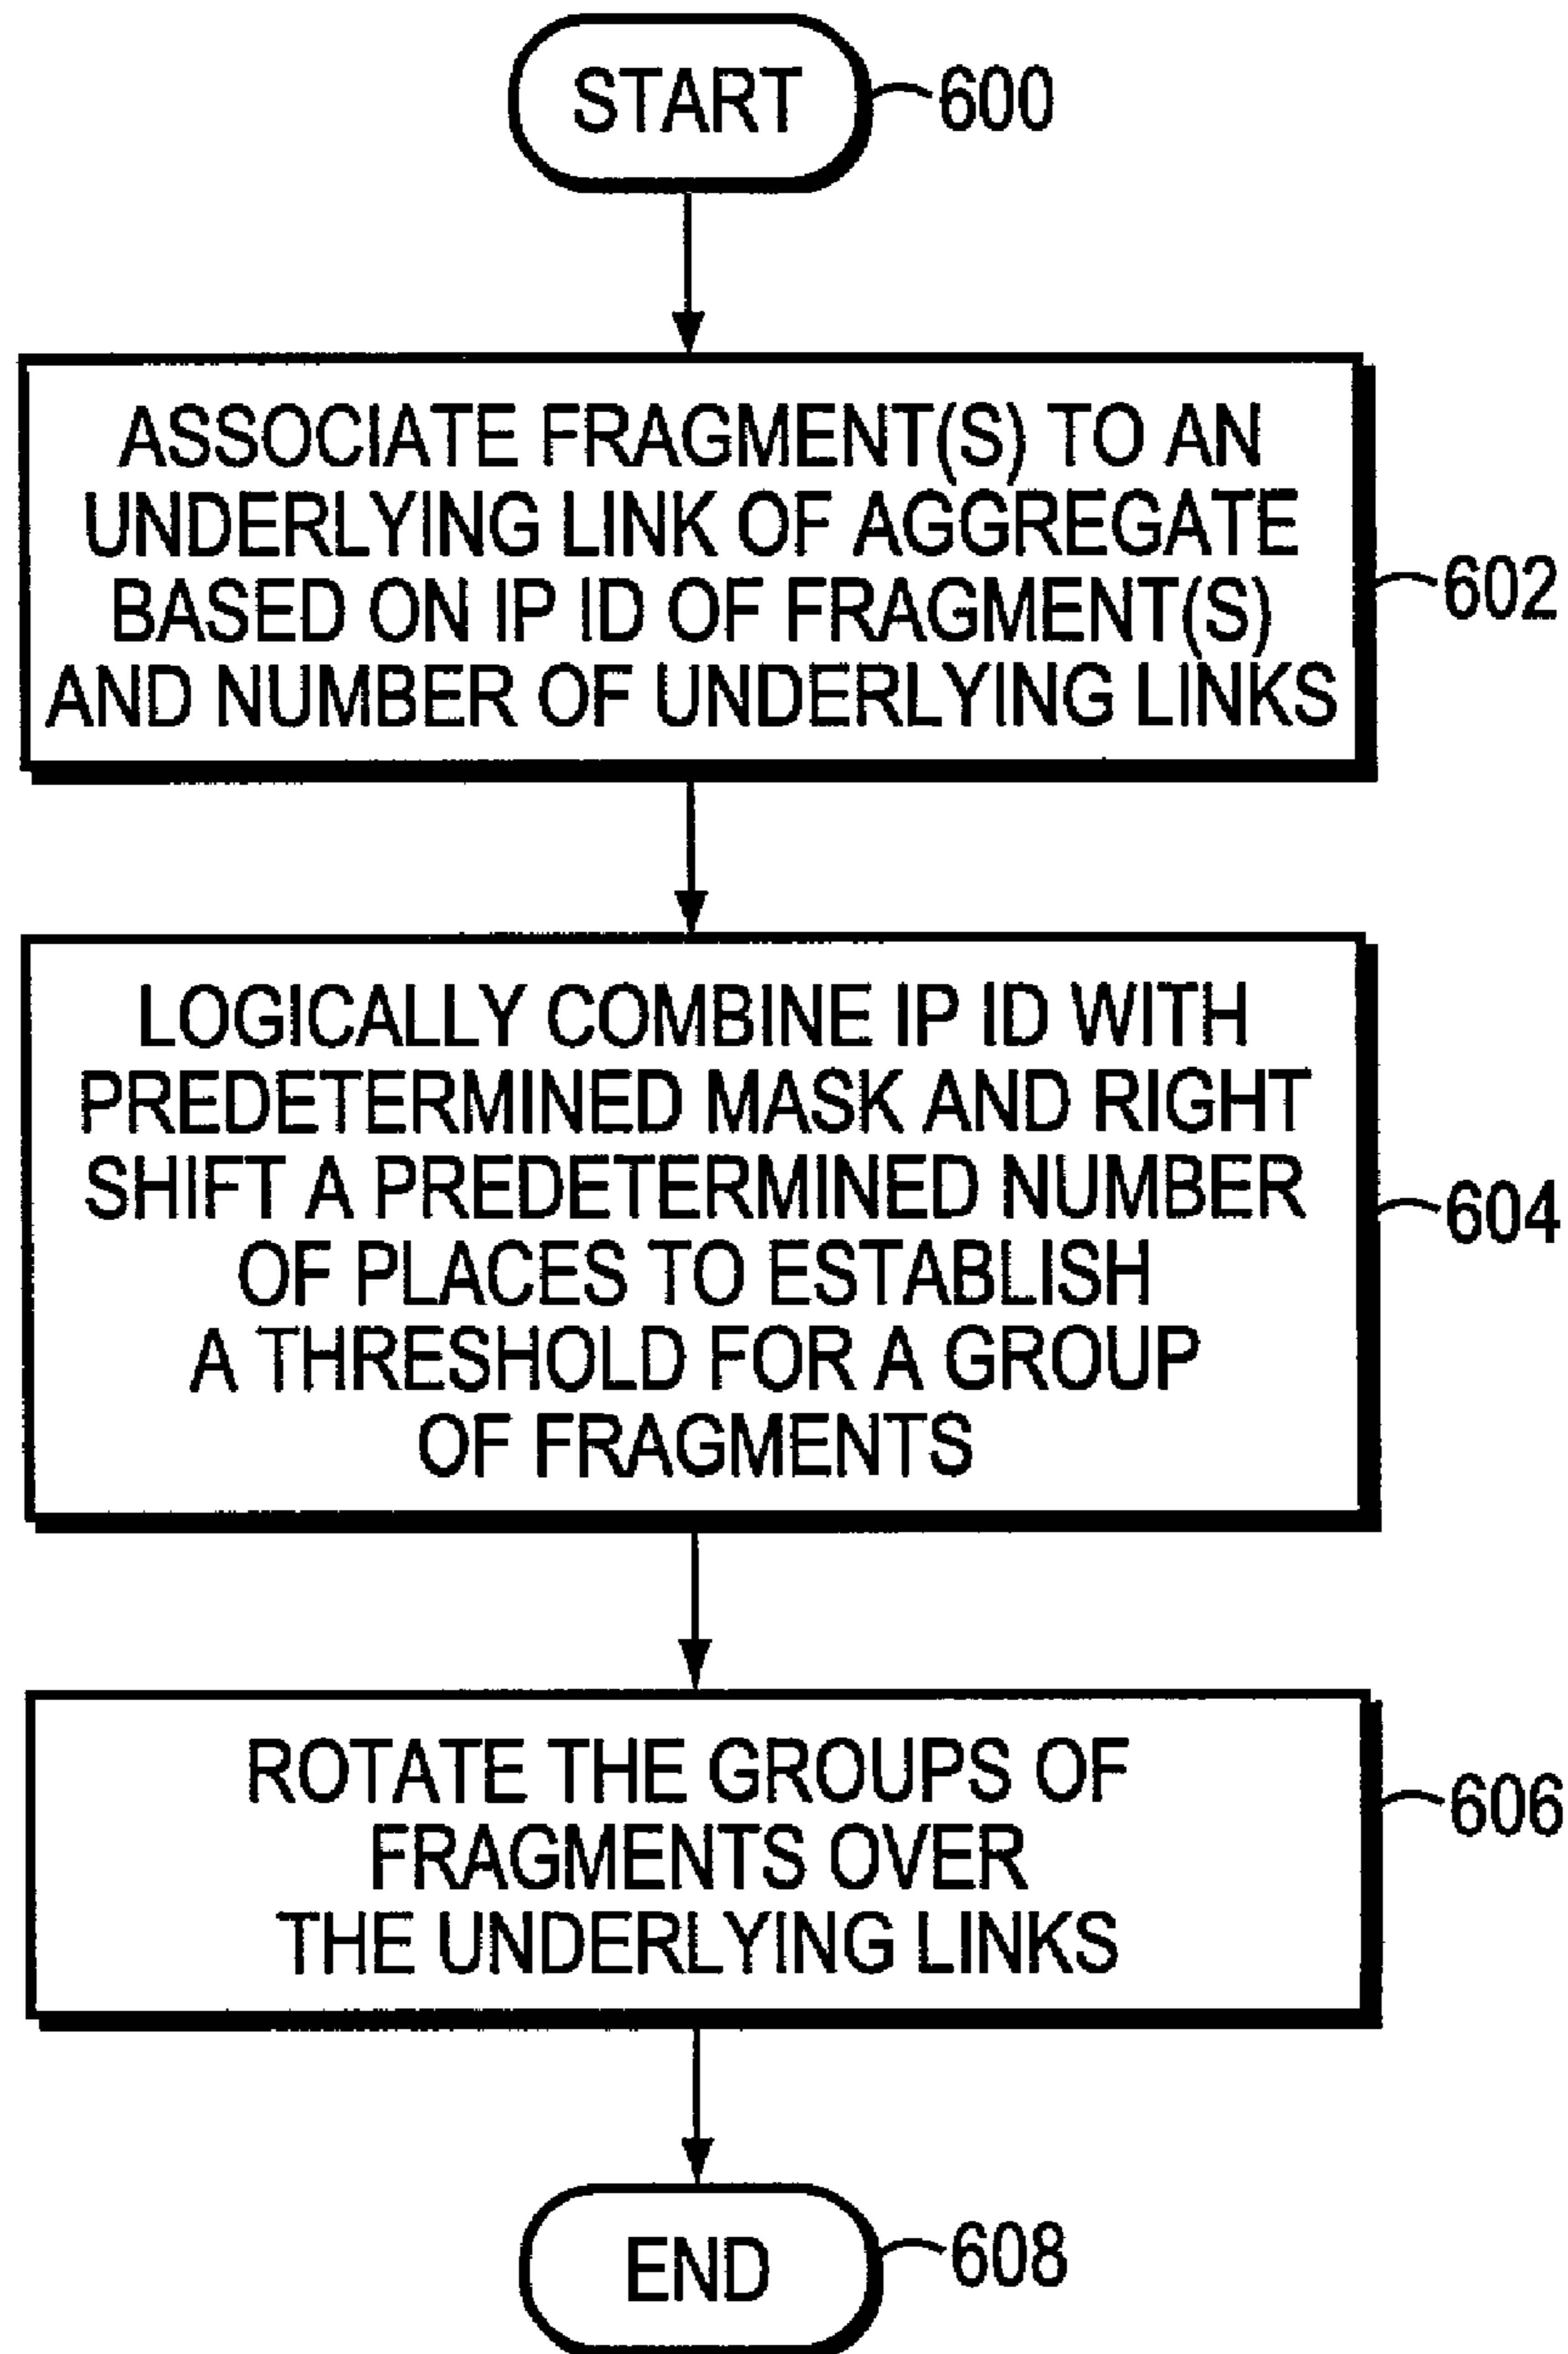 START
600
ASSOCIATE FRAGMENT(S) TO AN
UNDERLYING LINK OF AGGREGATE
BASED ON IP ID OF FRAGMENT(S)
AND NUMBER OF UNDERLYING LINKS
602
LOGICALLY COMBINE IP ID WITH
PREDETERMINED MASK AND RIGHT
SHIFT A PREDETERMINED NUMBER
OF PLACES TO ESTABLISH
A THRESHOLD FOR A GROUP
OF FRAGMENTS
604
ROTATE THE GROUPS OF
FRAGMENTS OVER
THE UNDERLYING LINKS
606
END
608